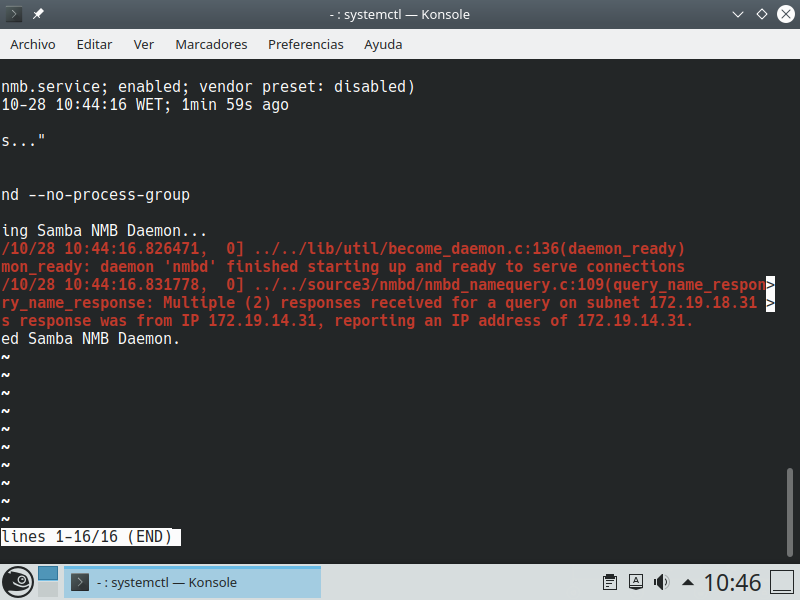 - : systemctl — Konsole
Archivo Editar Ver Marcadores Preferencias Ayuda
nmb.service; enabled; vendor preset: disabled)
10-28 10:44:16 WET; 1min 59s ago
s..."
nd --no-process-group
ing Samba NMB Daemon...
/10/28 10:44:16.826471,  0] ../../lib/util/become_daemon.c:136(daemon_ready)
mon_ready: daemon 'nmbd' finished starting up and ready to serve connections
/10/28 10:44:16.831778,  0] ../../source3/nmbd/nmbd_namequery.c:109(query_name_respon>
ry_name_response: Multiple (2) responses received for a query on subnet 172.19.18.31 >
s response was from IP 172.19.14.31, reporting an IP address of 172.19.14.31.
ed Samba NMB Daemon.
~
~
~
~
~
~
~
~
~
~
lines 1-16/16 (END)
- : systemctl — Konsole
A
10:46